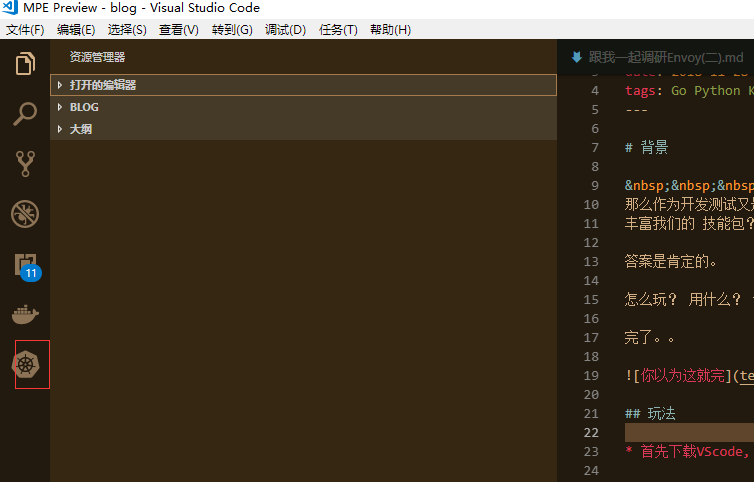 MPE Preview - blog - Visual Studio Code
文件(F) 编辑(E) 选择(S) 查看(V) 转到(G) 调试(D) 任务(T) 帮助(H)
资源管理器
打开的编辑器
BLOG
大纲
11
跟我一起调研Envoy(二).md
4 tags: Go Python K
5 ---
6
7 # 背景
8
9 &nbsp;&nbsp;&nbsp
10 那么作为开发测试又是
11 丰富我们的 技能包?
12
13 答案是肯定的。
14
15 怎么玩? 用什么?
16
17 完了。。
18
19 ![你以为这就完](te
20
21 ## 玩法
22
23 * 首先下载VScode,
24